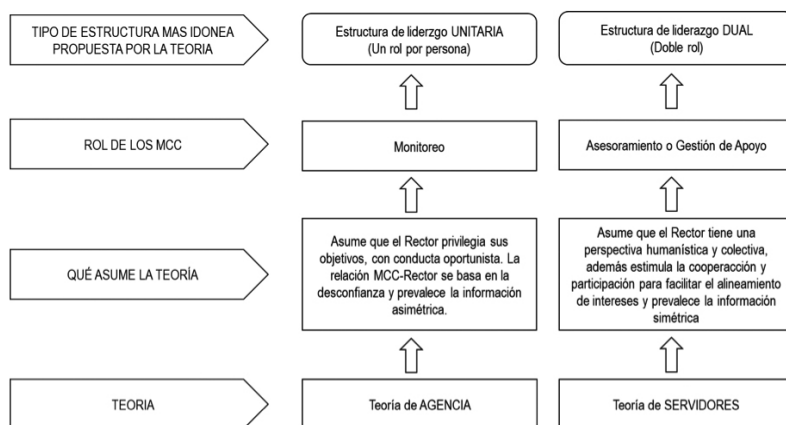 TIPO DE ESTRUCTURA MAS IDONEA
PROPUESTA POR LA TEORIA
Estructura de liderzgo UNITARIA
(Un rol por persona)
Estructura de liderazgo DUAL
(Doble rol)
ROL DE LOS MCC
Monitoreo
Asesoramiento o Gestión de Apoyo
QUÉ ASUME LA TEORÍA
Asume que el Rector privilegia sus
objetivos, con conducta oportunista. La
relación MCC-Rector se basa en la
desconfianza y prevalece la información
asimétrica.
Asume que el Rector tiene una
perspectiva humanística y colectiva,
además estimula la cooperacción y
participación para facilitar el alineamiento
de intereses y prevalece la información
simétrica
TEORIA
Teoría de AGENCIA
Teoría de SERVIDORES